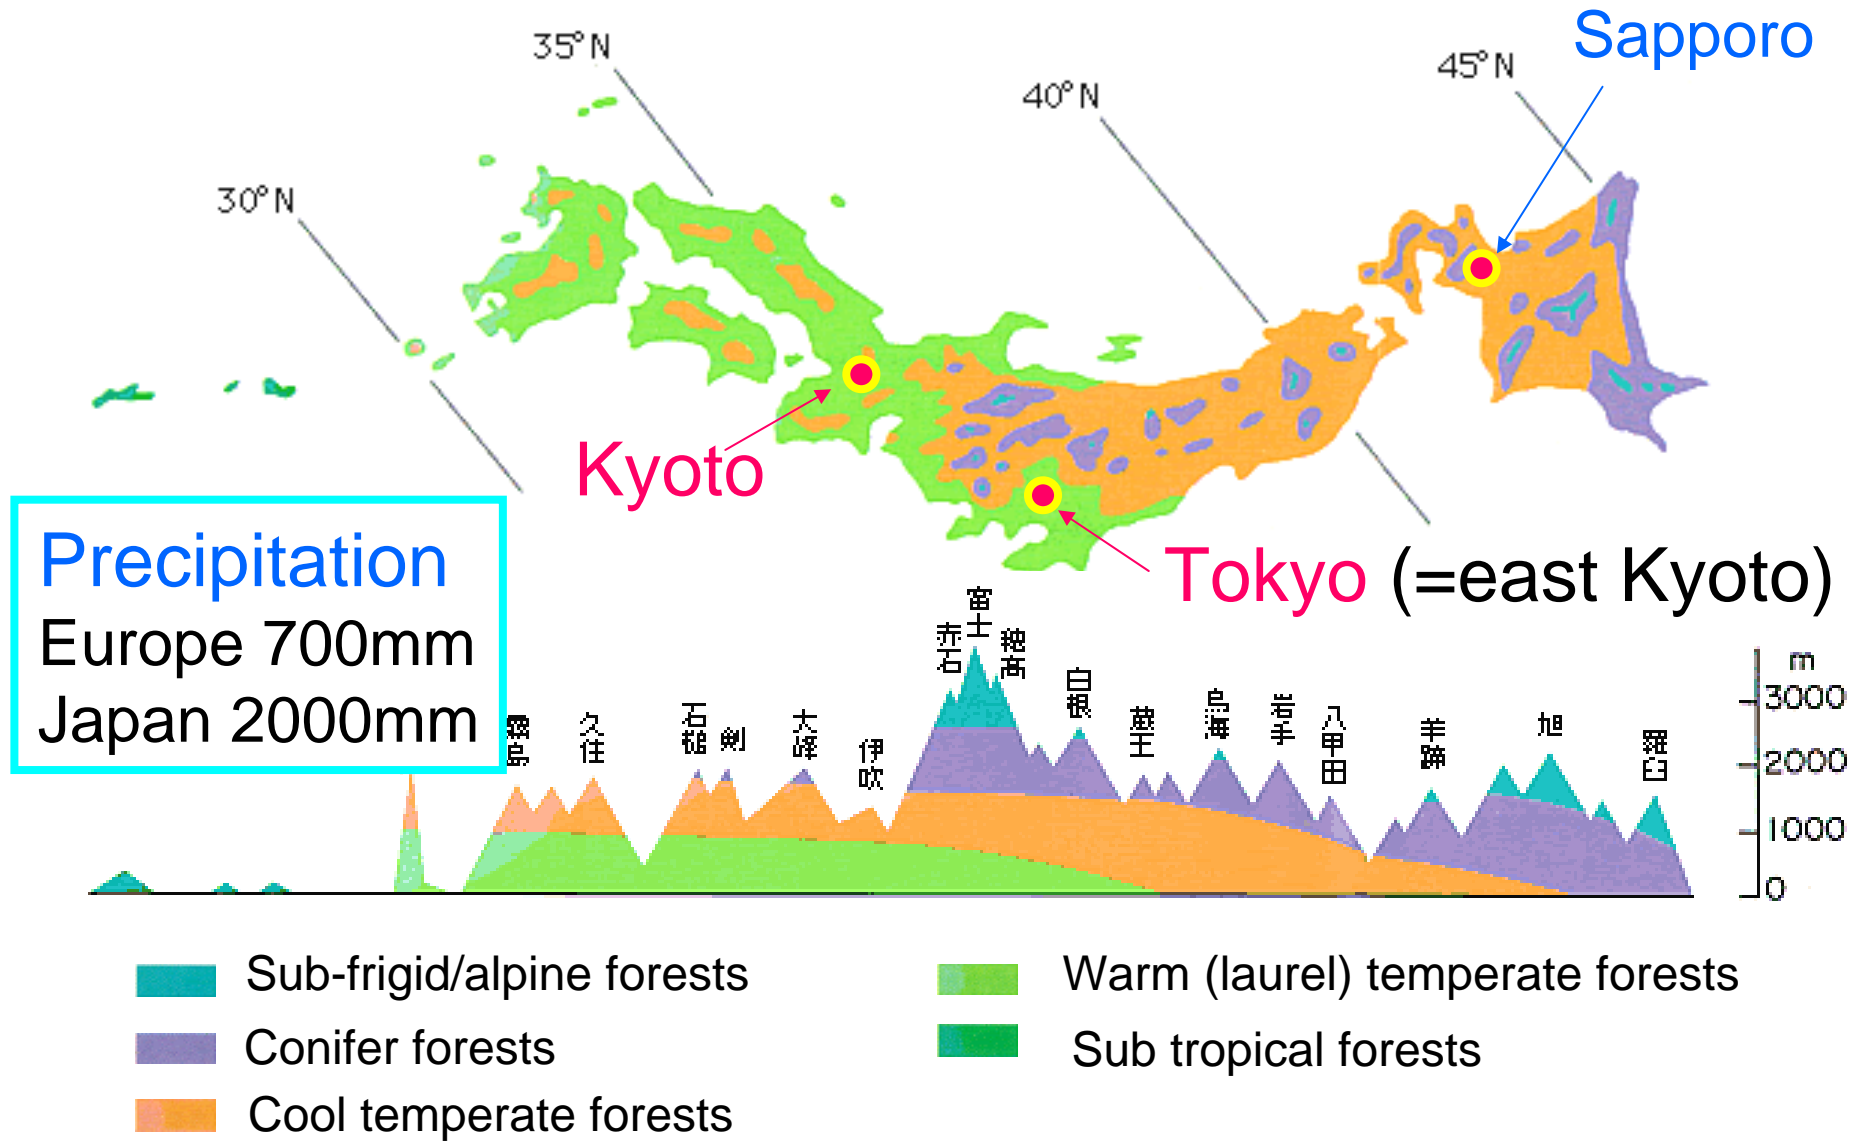 Sapporo
35°N
45°N
40°N
30°N
Kyoto
Precipitation
Europe 700mm
Japan 2000mm
Tokyo (=east Kyoto)
久住
石鎚
剣
大峰
伊吹
赤石
富士
穂高
白根
蔵王
鳥海
岩手
八甲田
羊蹄
旭
羅臼
m
3000
2000
1000
0
Sub-frigid/alpine forests
Conifer forests
Cool temperate forests
Warm (laurel) temperate forests
Sub tropical forests